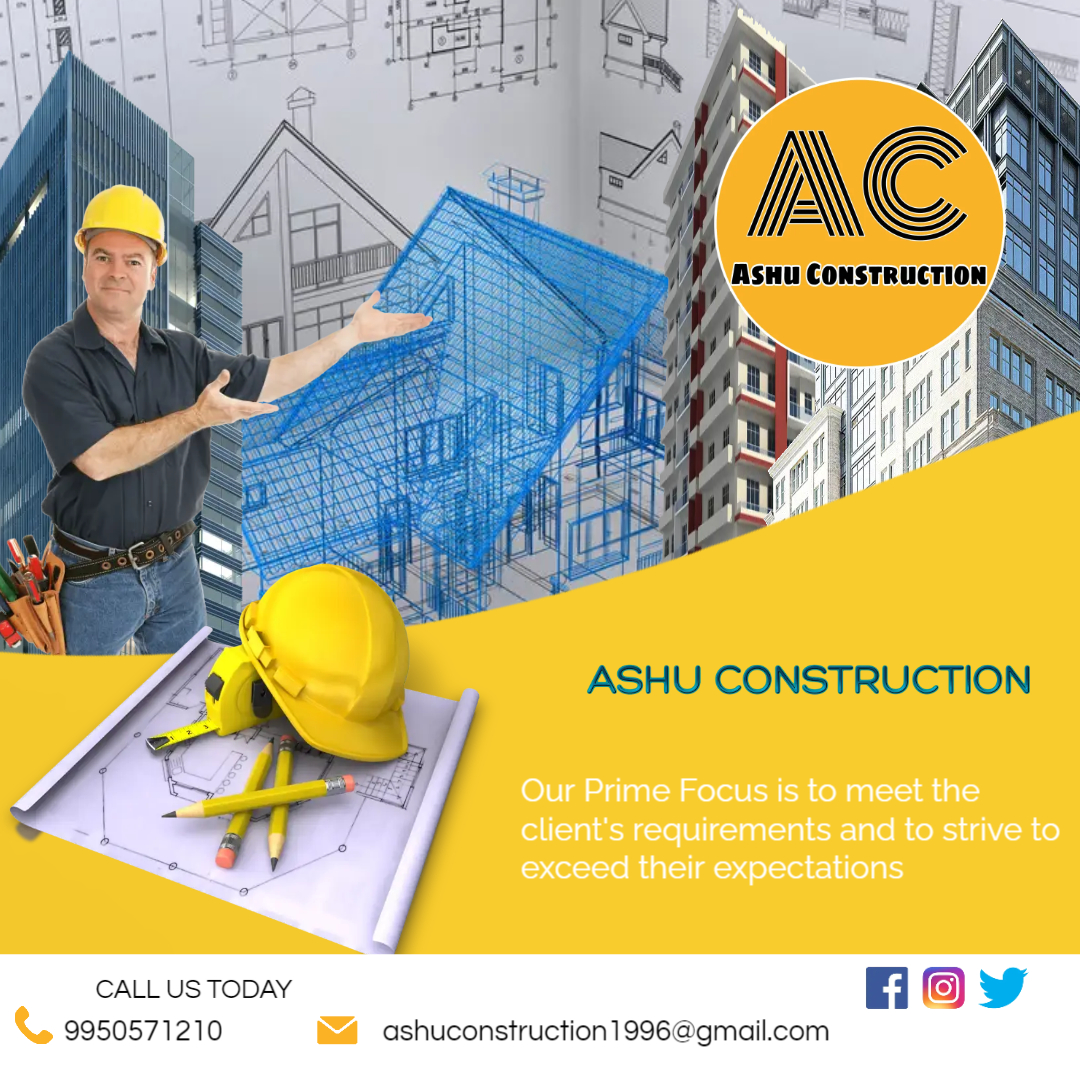 AC
ASHU CONSTRUCTION
ASHU CONSTRUCTION
Our Prime Focus is to meet the
client's requirements and to strive to
exceed their expectations
CALL US TODAY
9950571210
ashuconstruction1996@gmail.com